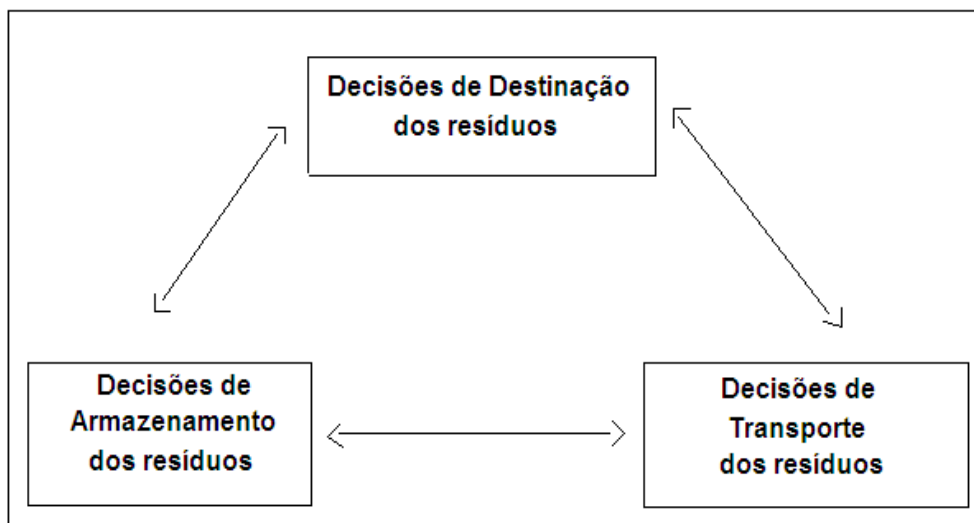 Decisões de Destinação
dos resíduos
Decisões de
Armazenamento
dos resíduos
Decisões de
Transporte
dos resíduos